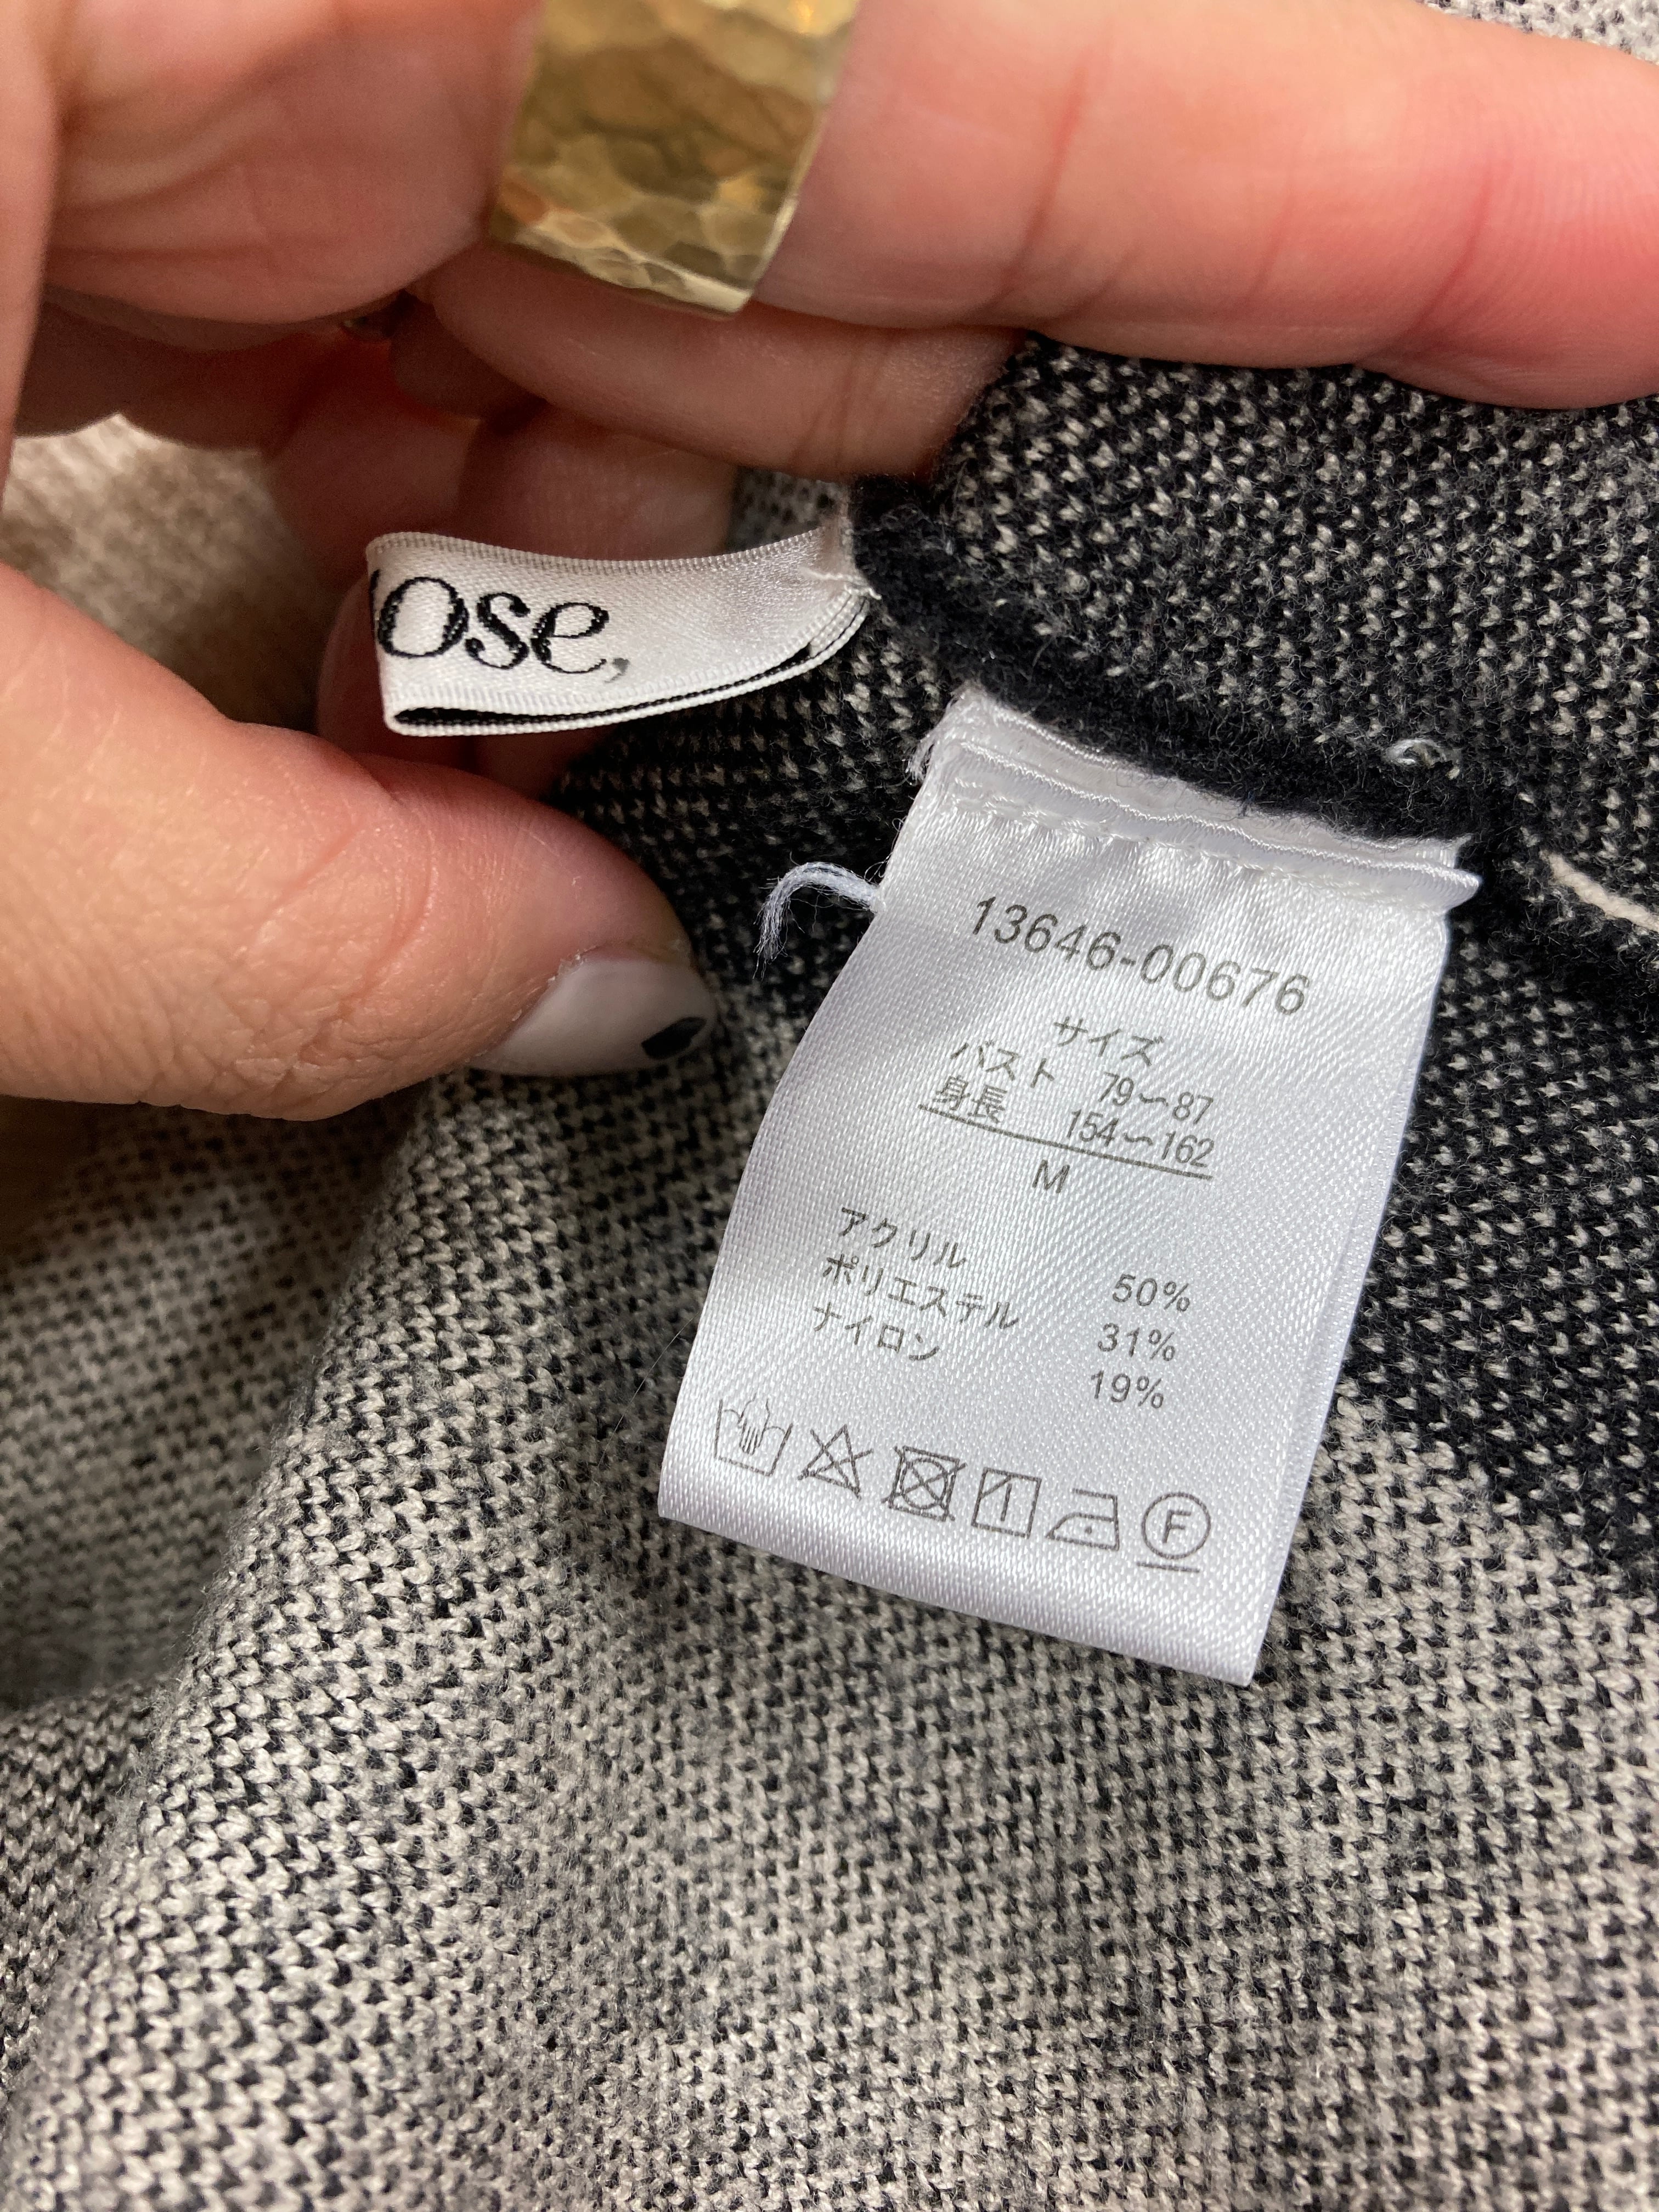 ose,
13646-00676
サイズ
バスト 79〜87
身長 154〜162
M
アクリル 50%
ポリエステル 31%
ナイロン 19%
F